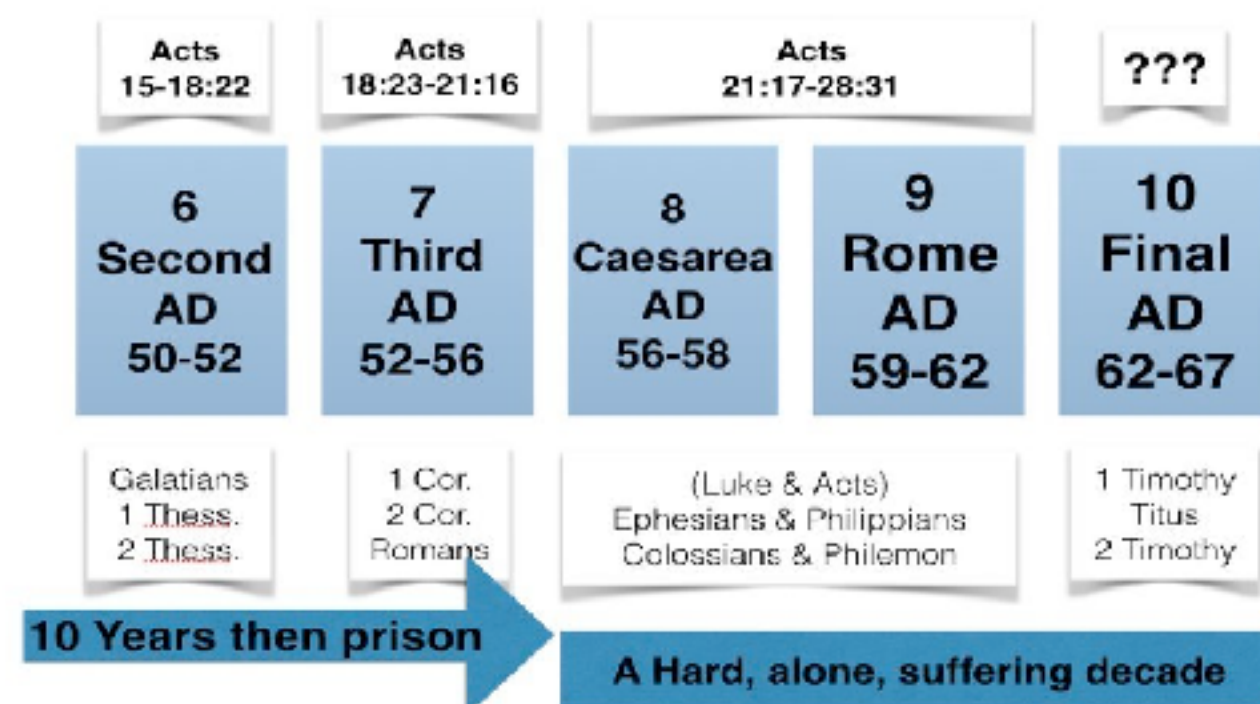 Acts
15-18:22
Acts
18:23-21:16
Acts
21:17-28:31
???
6
Second
AD
50-52
7
Third
AD
52-56
8
Caesarea
AD
56-58
9
Rome
AD
59-62
10
Final
AD
62-67
Galatians
1 Thess.
2 Thess.
1 Cor.
2 Cor.
Romans
(Luke & Acts)
Ephesians & Philippians
Colossians & Philemon
1 Timothy
Titus
2 Timothy
10 Years then prison
A Hard, alone, suffering decade